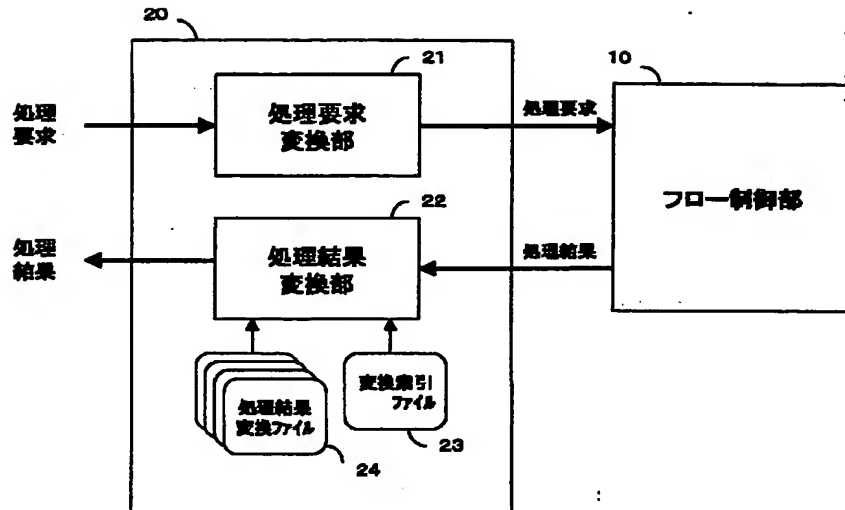 20
21
10
処理
要求
処理要求
変換部
処理要求
フロー制御部
22
処理
結果
処理結果
変換部
処理結果
処理結果
変換ファイル
24
変換索引
ファイル
23